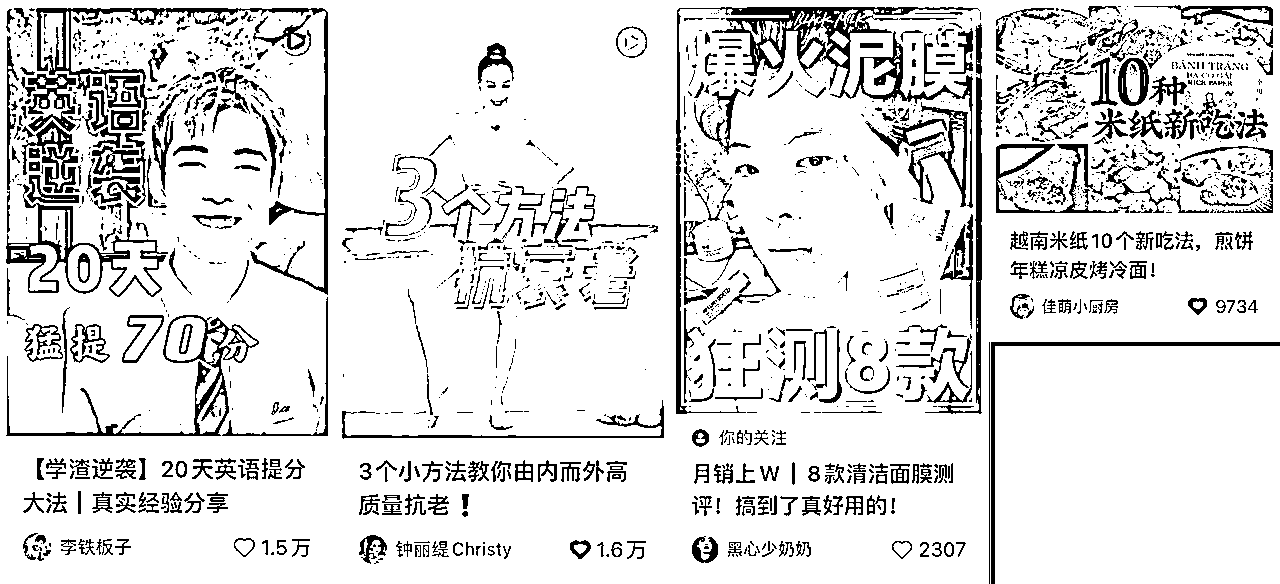 英语
逆袭
20天
猛提70分
【学渣逆袭】20天英语提分
大法|真实经验分享
李铁板子
1.5万
3个方法
抗衰老
3个小方法教你由内而外高
质量抗老❗
钟丽缇Christy
1.6万
爆火泥膜
狂测8款
你的关注
月销上W|8款清洁面膜测
评!搞到了真好用的!
黑心少奶奶
2307
BÁNH TRÁNG
RICE PAPER
10种
米纸新吃法
越南米纸10个新吃法,煎饼
年糕凉皮烤冷面!
佳萌小厨房
9734